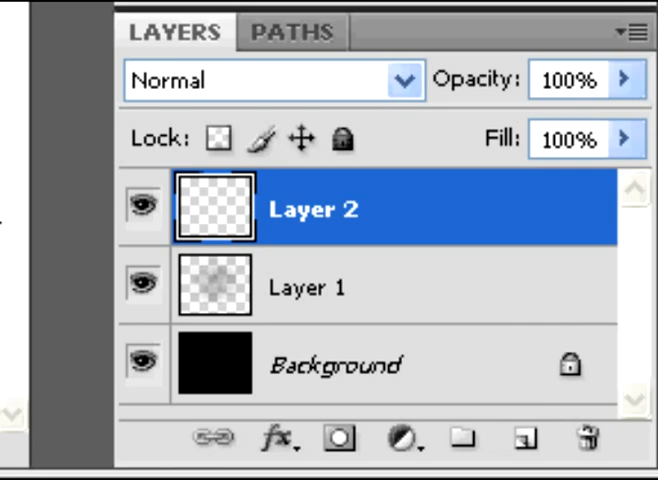 LAYERS PATHS
Normal Opacity: 100%
Lock: Fill: 100%
Layer 2
Layer 1
Background
fx.